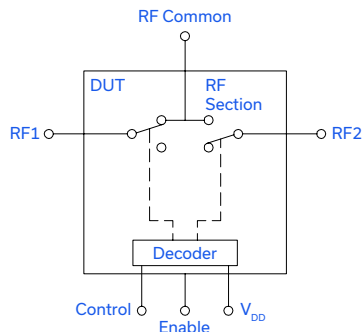 RF Common
DUT
RF
Section
RF1
RF2
Decoder
Control
Enable
VDD